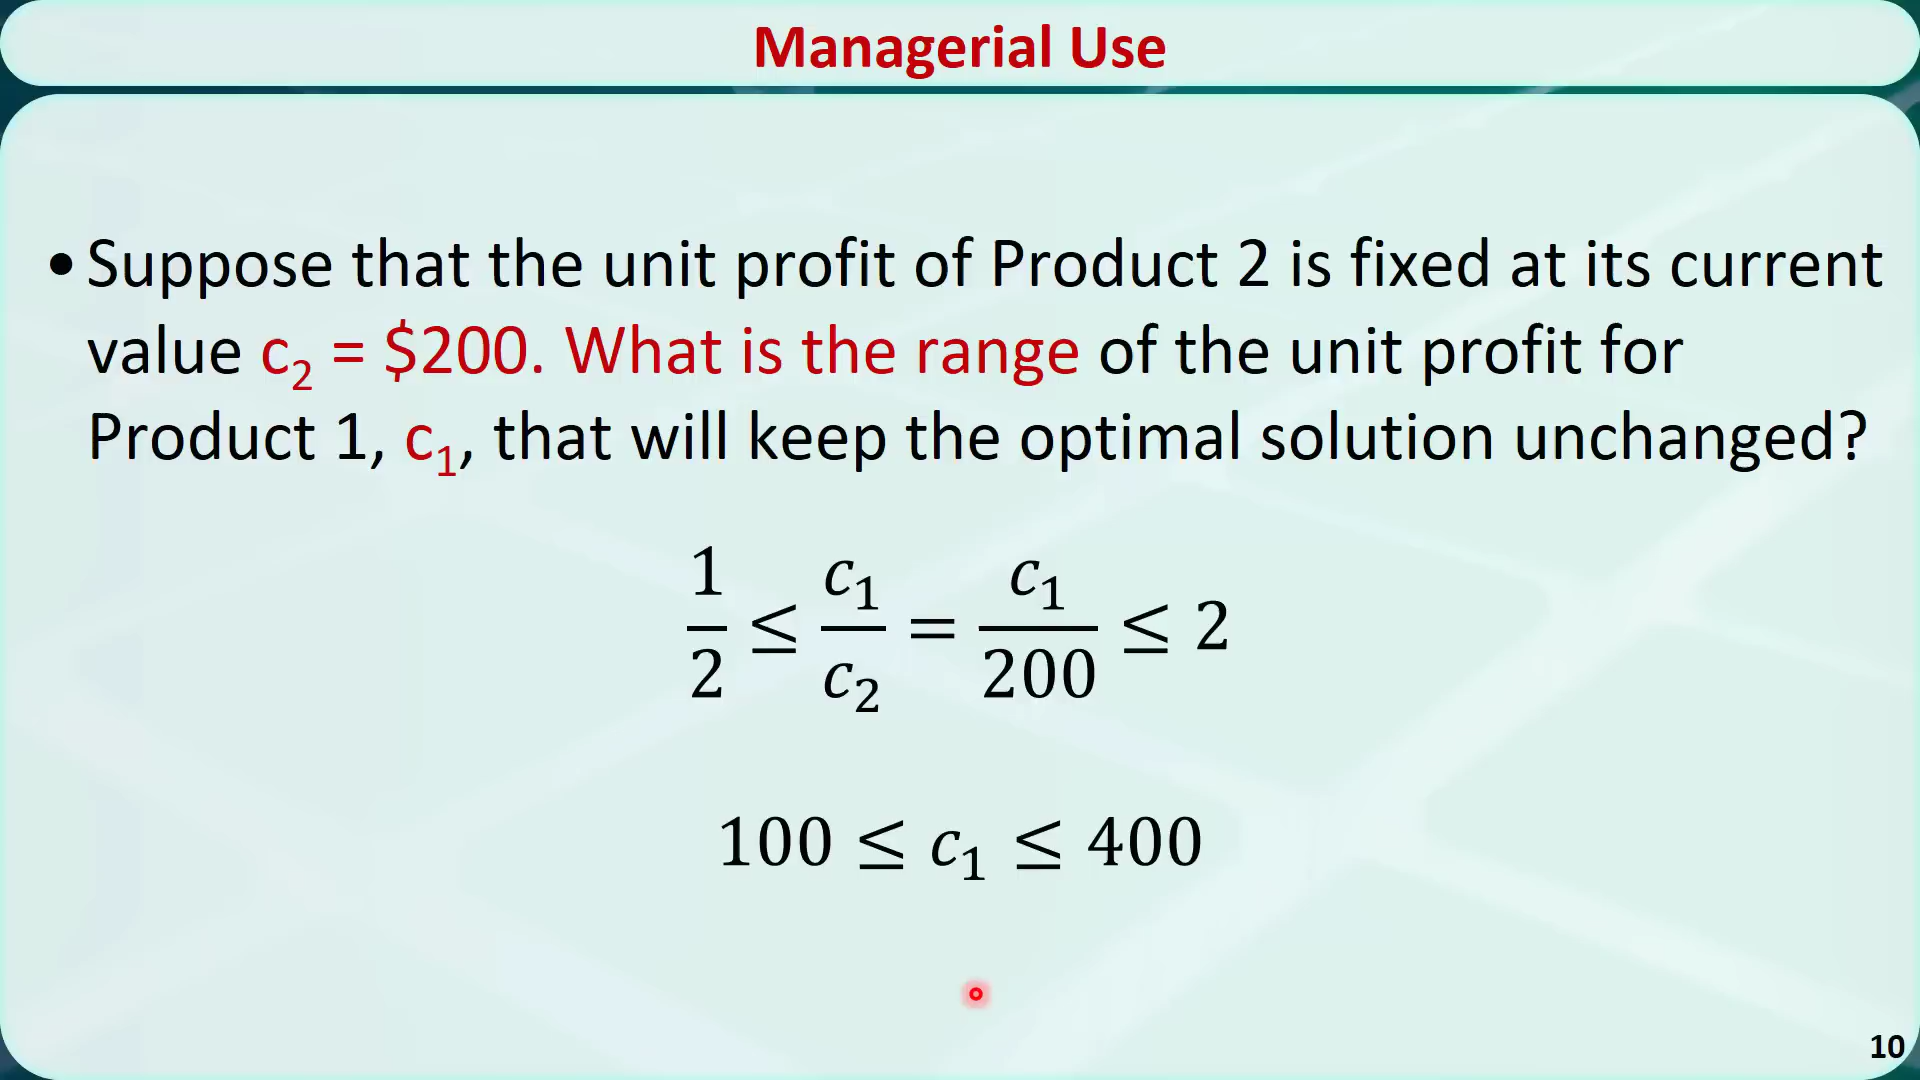 Managerial Use
• Suppose that the unit profit of Product 2 is fixed at its current
value c₂ = $200. What is the range of the unit profit for
Product 1, c₁, that will keep the optimal solution unchanged?
1/2 ≤ c₁/c₂ = c₁/200 ≤ 2
100 ≤ c₁ ≤ 400
10